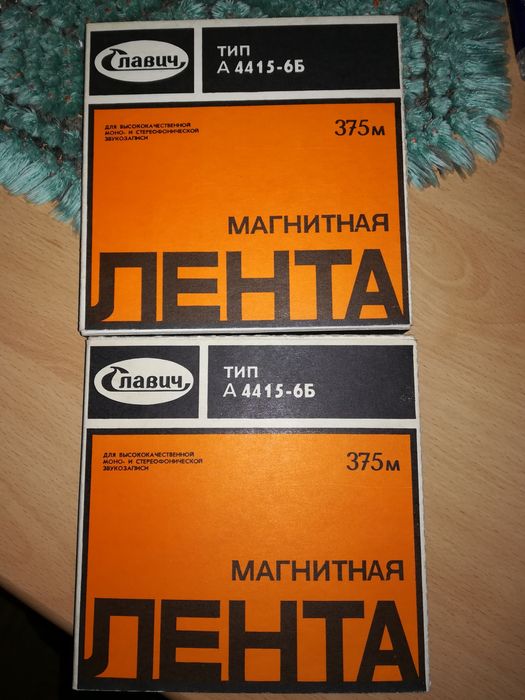 Славич
ТИП
А 4415-6Б
ДЛЯ ВЫСОКОКАЧЕСТВЕННОЙ
МОНО- И СТЕРЕОФОНИЧЕСКОЙ
ЗВУКОЗАПИСИ
375м
МАГНИТНАЯ
ЛЕНТА
Славич
ТИП
А 4415-6Б
ДЛЯ ВЫСОКОКАЧЕСТВЕННОЙ
МОНО- И СТЕРЕОФОНИЧЕСКОЙ
ЗВУКОЗАПИСИ
375м
МАГНИТНАЯ
ЛЕНТА